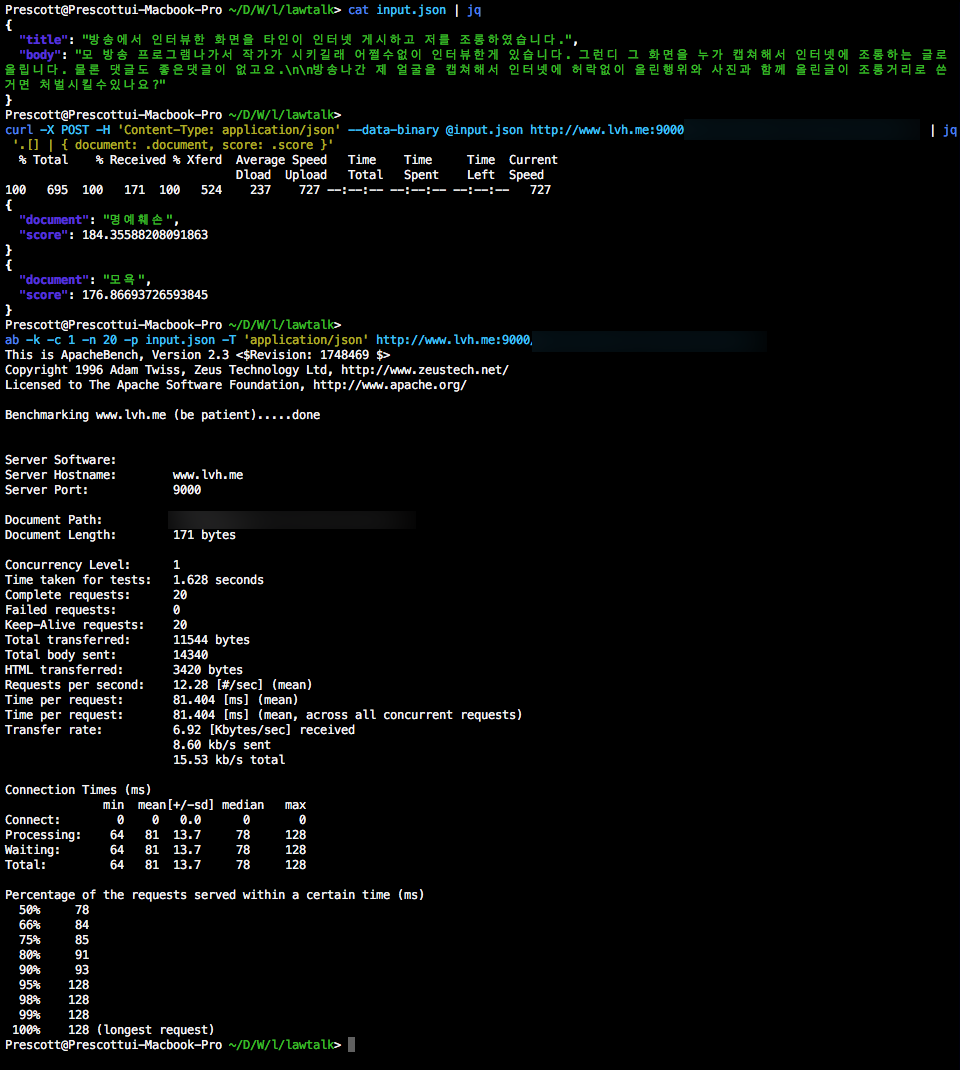 Prescott@Prescottui-Macbook-Pro ~/D/W/l/lawtalk> cat input.json | jq
{
  "title": "방송에서 인터뷰한 화면을 타인이 인터넷 게시하고 저를 조롱하였습니다.",
  "body": "모 방송 프로그램나가서 작가가 시키길래 어쩔수없이 인터뷰한게 있습니다. 그런디 그 화면을 누가 캡쳐해서 인터넷에 조롱하는 글로
올립니다. 물론 댓글도 좋은댓글이 없고요.\n\n방송나간 제 얼굴을 캡쳐해서 인터넷에 허락없이 올린행위와 사진과 함께 올린글이 조롱거리로 쓴
거면 처벌시킬수있나요?"
}
Prescott@Prescottui-Macbook-Pro ~/D/W/l/lawtalk>
curl -X POST -H 'Content-Type: application/json' --data-binary @input.json http://www.lvh.me:9000 | jq
 '.[] | { document: .document, score: .score }'
  % Total    % Received % Xferd  Average Speed   Time    Time     Time  Current
                                 Dload  Upload   Total   Spent    Left  Speed
100   695  100   171  100   524    237    727 --:--:-- --:--:-- --:--:--   727
{
  "document": "명예훼손",
  "score": 184.35588208091863
}
{
  "document": "모욕",
  "score": 176.86693726593845
}
Prescott@Prescottui-Macbook-Pro ~/D/W/l/lawtalk>
ab -k -c 1 -n 20 -p input.json -T 'application/json' http://www.lvh.me:9000/
This is ApacheBench, Version 2.3 <$Revision: 1748469 $>
Copyright 1996 Adam Twiss, Zeus Technology Ltd, http://www.zeustech.net/
Licensed to The Apache Software Foundation, http://www.apache.org/

Benchmarking www.lvh.me (be patient).....done


Server Software:
Server Hostname:        www.lvh.me
Server Port:            9000

Document Path:
Document Length:        171 bytes

Concurrency Level:      1
Time taken for tests:   1.628 seconds
Complete requests:      20
Failed requests:        0
Keep-Alive requests:    20
Total transferred:      11544 bytes
Total body sent:        14340
HTML transferred:       3420 bytes
Requests per second:    12.28 [#/sec] (mean)
Time per request:       81.404 [ms] (mean)
Time per request:       81.404 [ms] (mean, across all concurrent requests)
Transfer rate:          6.92 [Kbytes/sec] received
                        8.60 kb/s sent
                        15.53 kb/s total

Connection Times (ms)
              min  mean[+/-sd] median   max
Connect:        0    0   0.0      0       0
Processing:    64   81  13.7     78     128
Waiting:       64   81  13.7     78     128
Total:         64   81  13.7     78     128

Percentage of the requests served within a certain time (ms)
  50%     78
  66%     84
  75%     85
  80%     91
  90%     93
  95%    128
  98%    128
  99%    128
 100%    128 (longest request)
Prescott@Prescottui-Macbook-Pro ~/D/W/l/lawtalk>